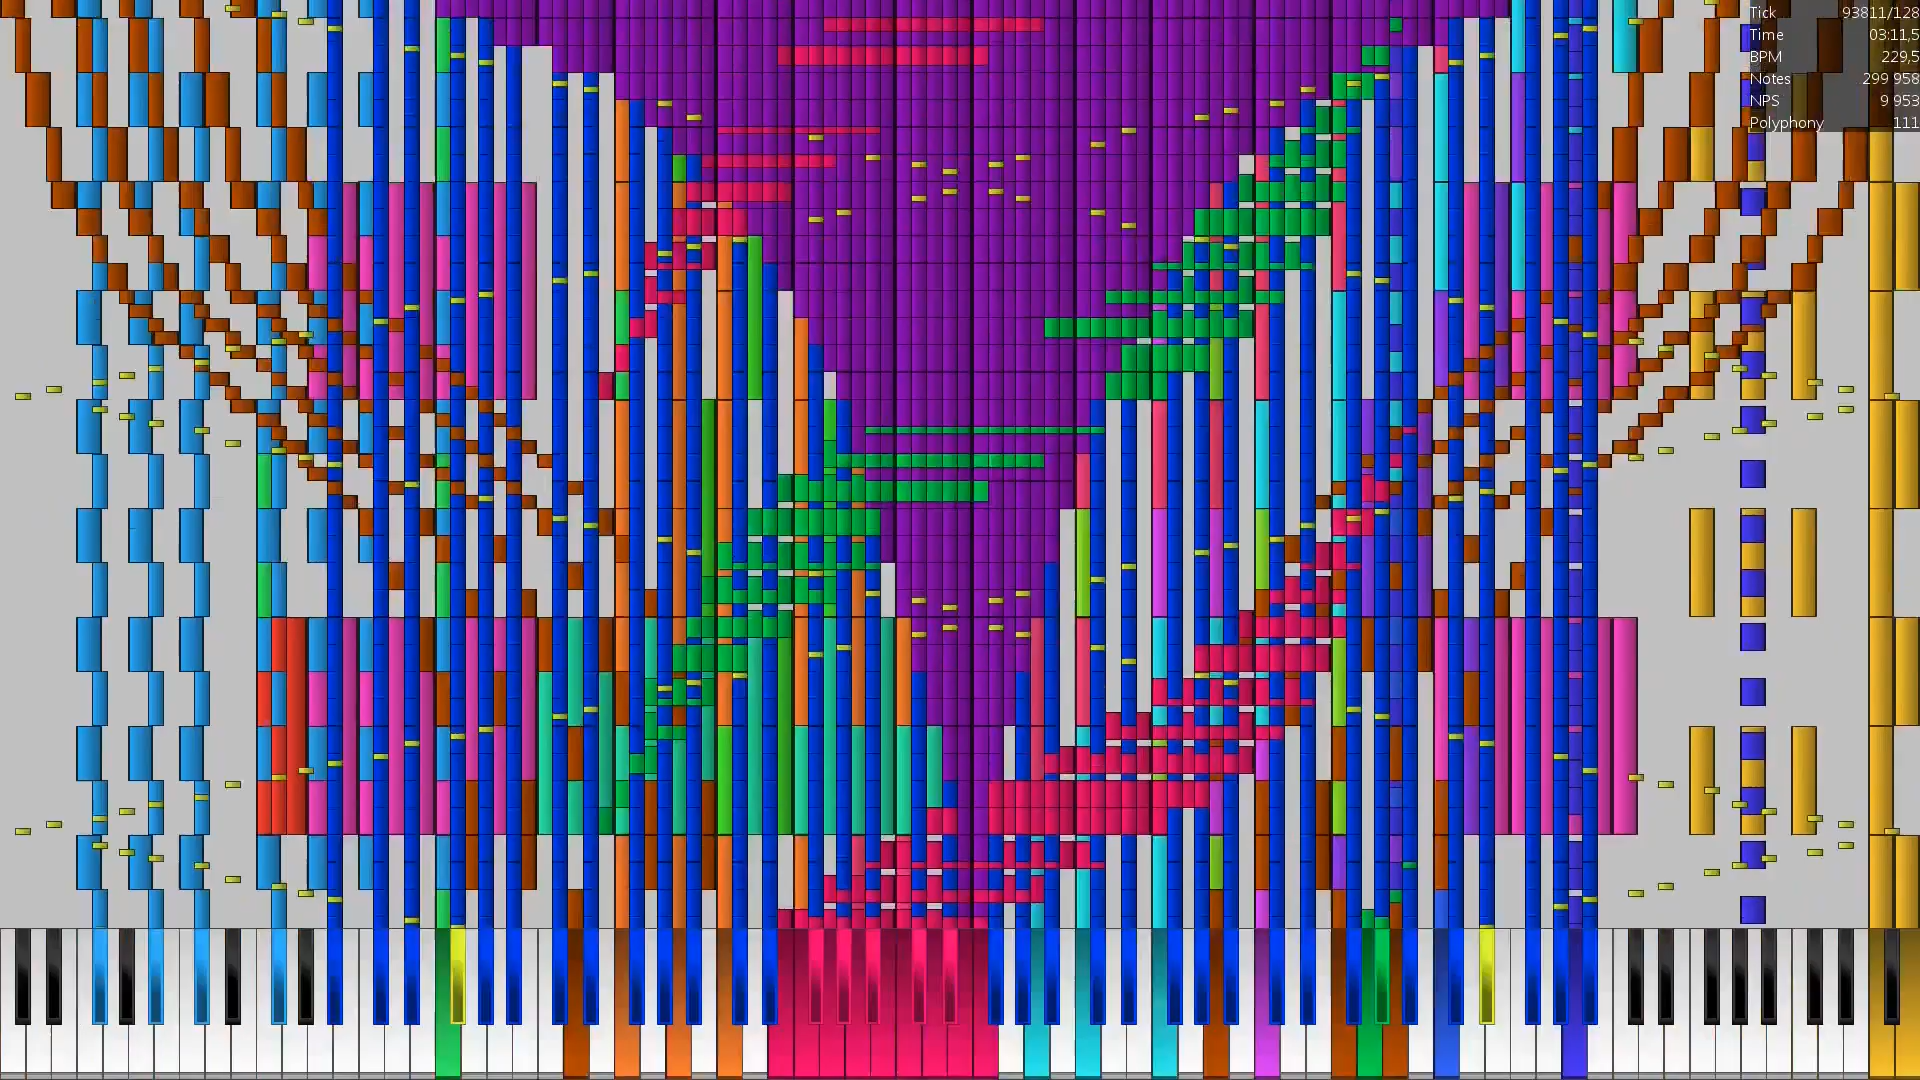 Tick 93811/128
Time 03:11,5
BPM 229,5
Notes 299 958
NPS 9 953
Polyphony 111